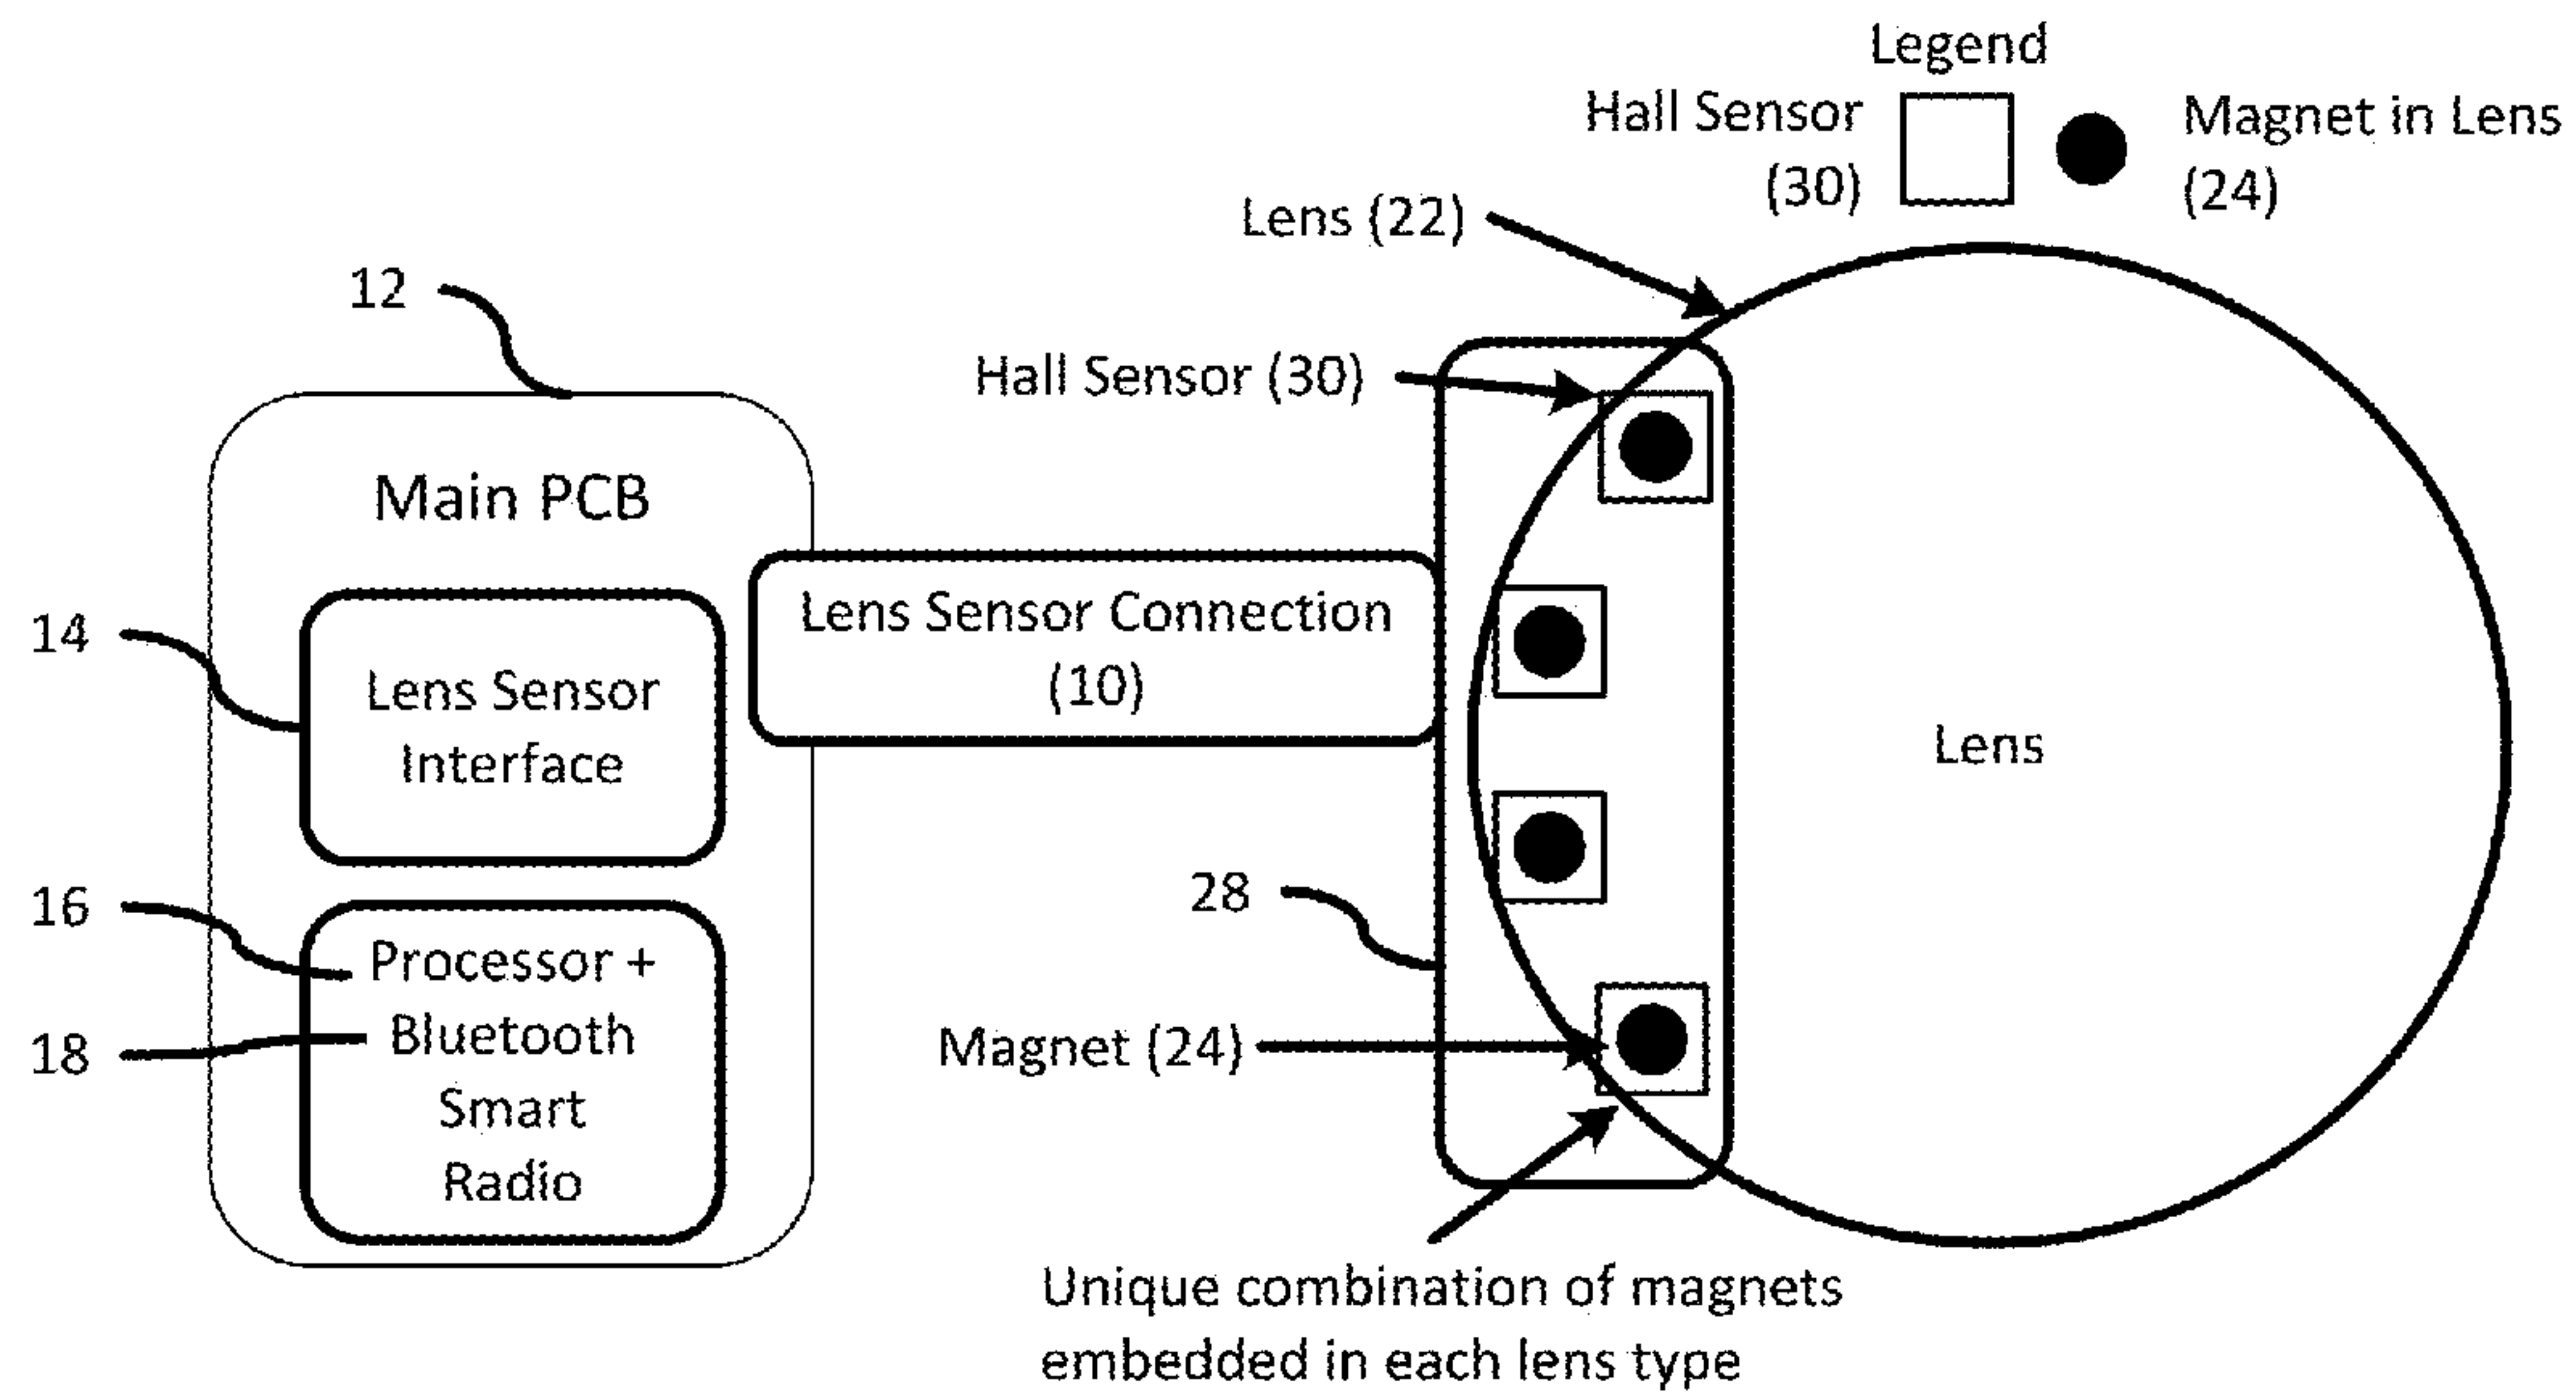 Legend
Hall Sensor
(30)
Magnet in Lens
(24)
Lens (22)
12
Hall Sensor (30)
Main PCB
Lens Sensor Connection
(10)
14
Lens Sensor
Interface
Lens
16
Processor +
18
Bluetooth
Smart
Radio
28
Magnet (24)
Unique combination of magnets
embedded in each lens type